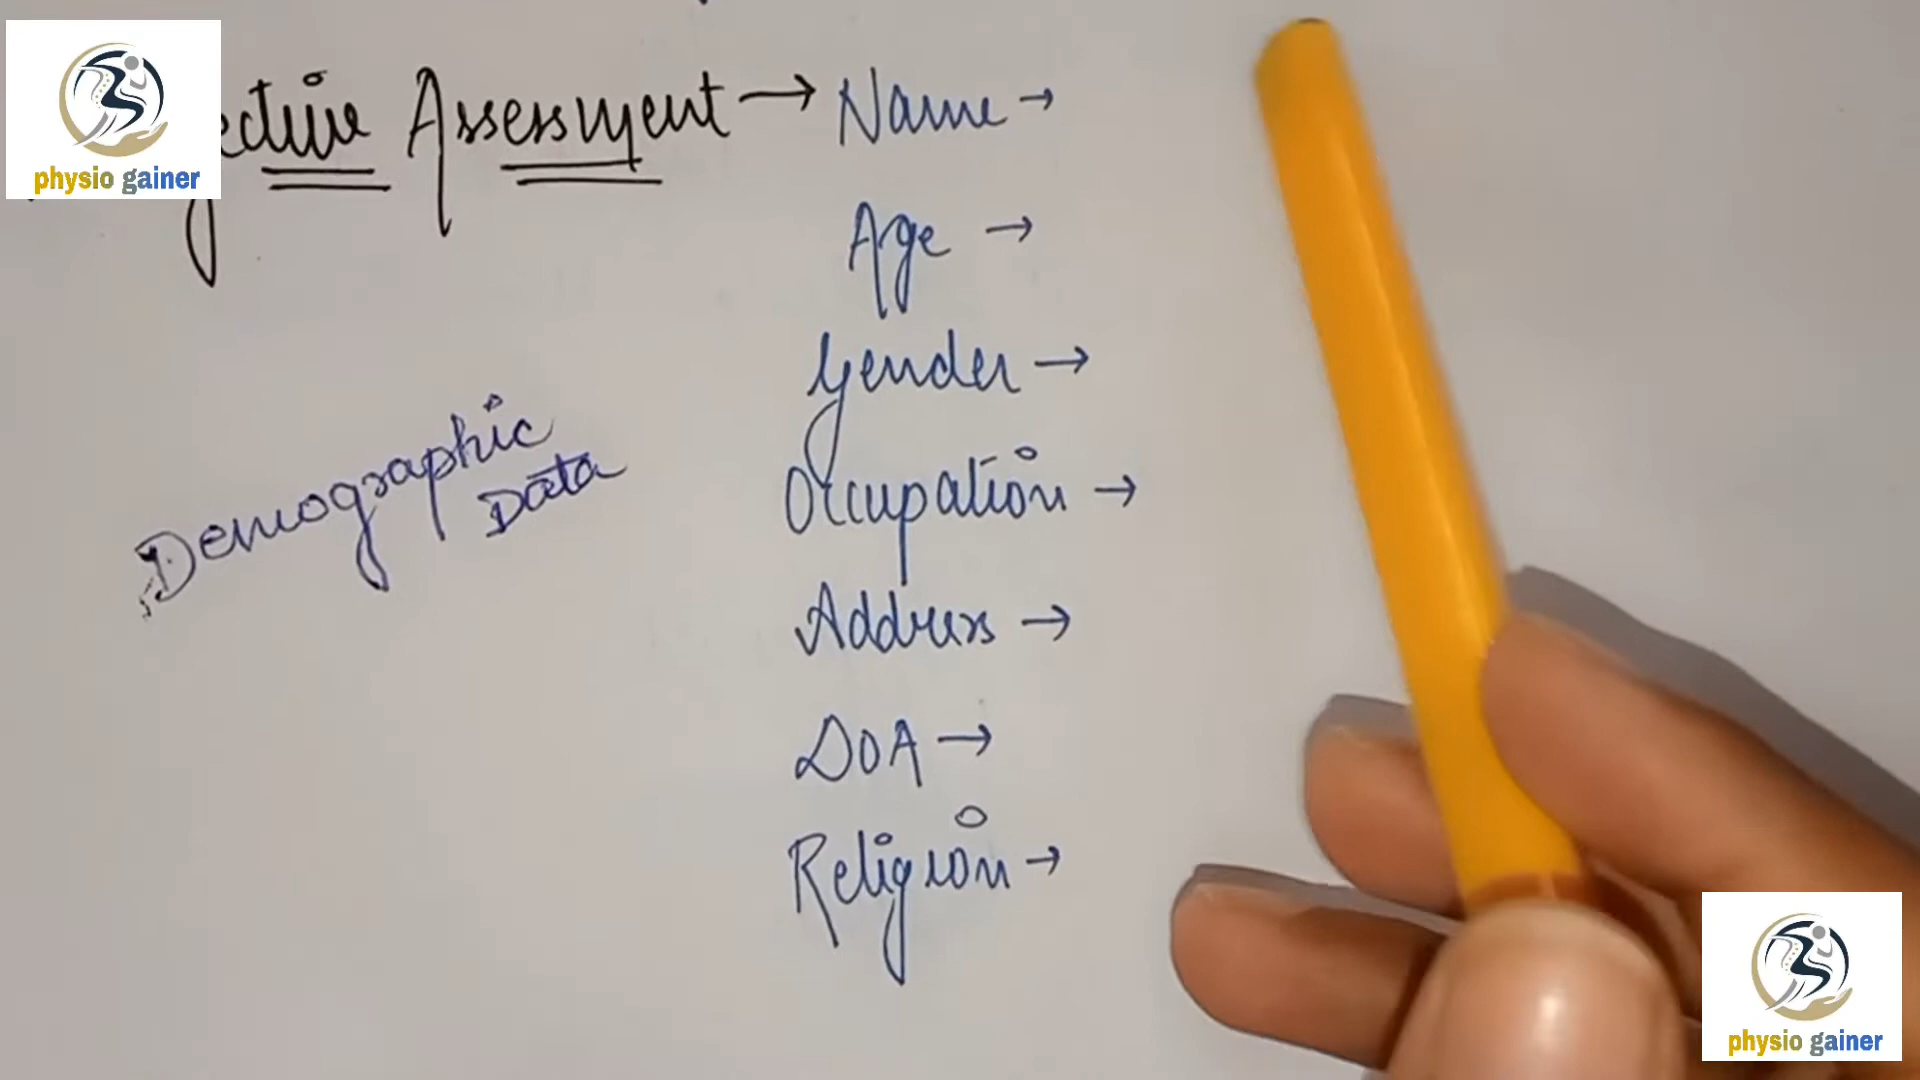 physio gainer
Assessment → Name →
Age →
Gender →
Occupation →
Address →
DOA →
Religion →
Demographic
Data
physio gainer